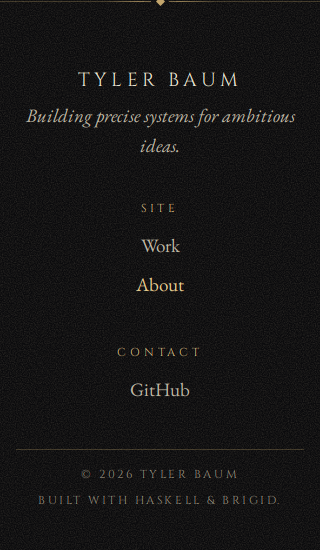 TYLER BAUM
Building precise systems for ambitious
ideas.
SITE
Work
About
CONTACT
GitHub
© 2026 TYLER BAUM
BUILT WITH HASKELL & BRIGID.